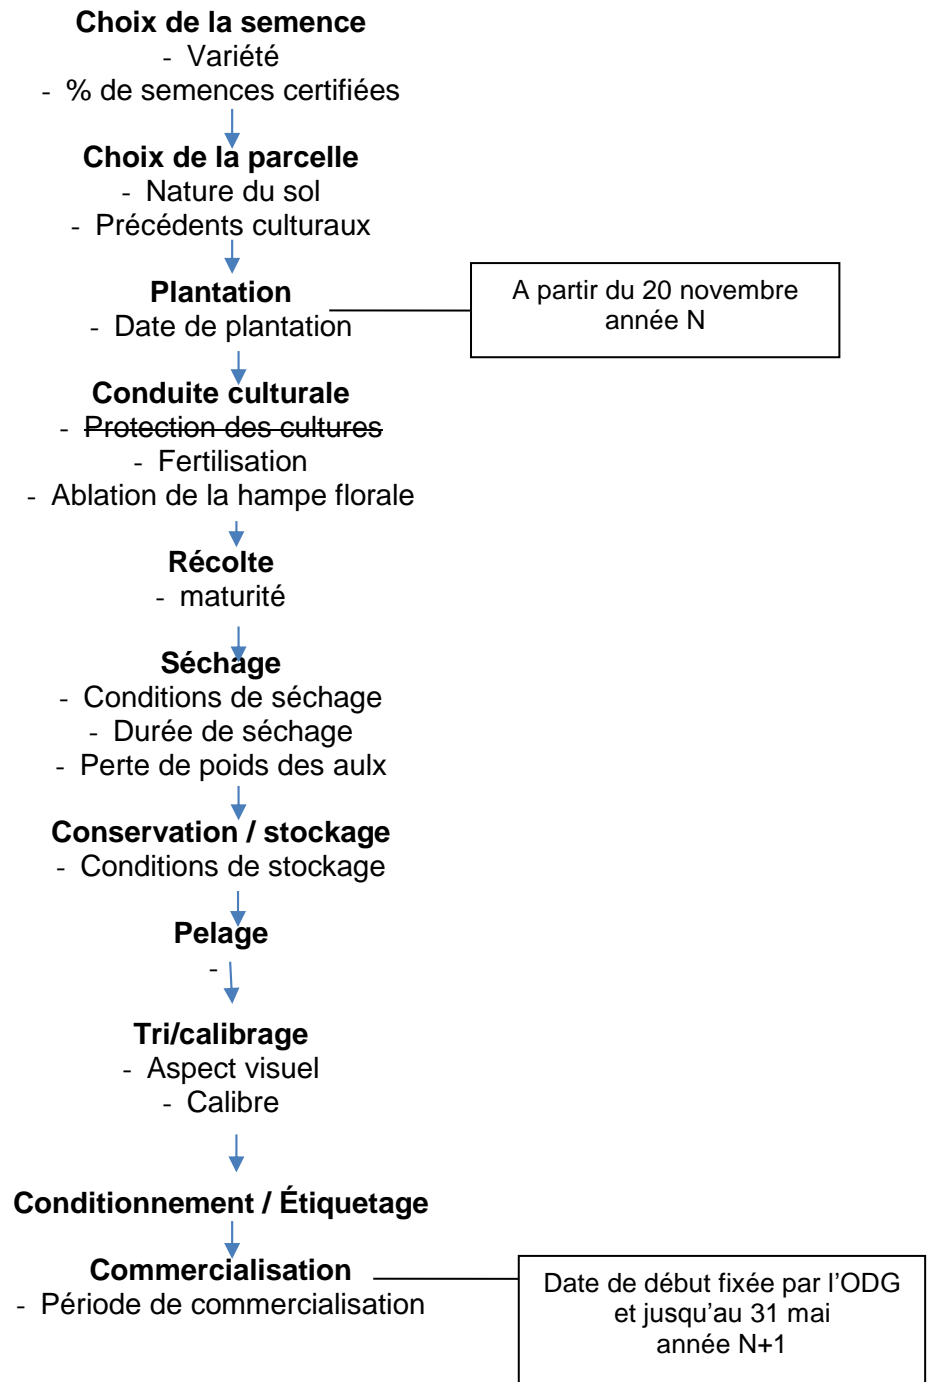 Choix de la semence
- Variété
- % de semences certifiées
Choix de la parcelle
- Nature du sol
- Précédents culturaux
Plantation
- Date de plantation
A partir du 20 novembre
année N
Conduite culturale
- Protection des cultures
- Fertilisation
- Ablation de la hampe florale
Récolte
- maturité
Séchage
- Conditions de séchage
- Durée de séchage
- Perte de poids des aulx
Conservation / stockage
- Conditions de stockage
Pelage
-
Tri/calibrage
- Aspect visuel
- Calibre
Conditionnement / Étiquetage
Commercialisation
- Période de commercialisation
Date de début fixée par l’ODG
et jusqu’au 31 mai
année N+1